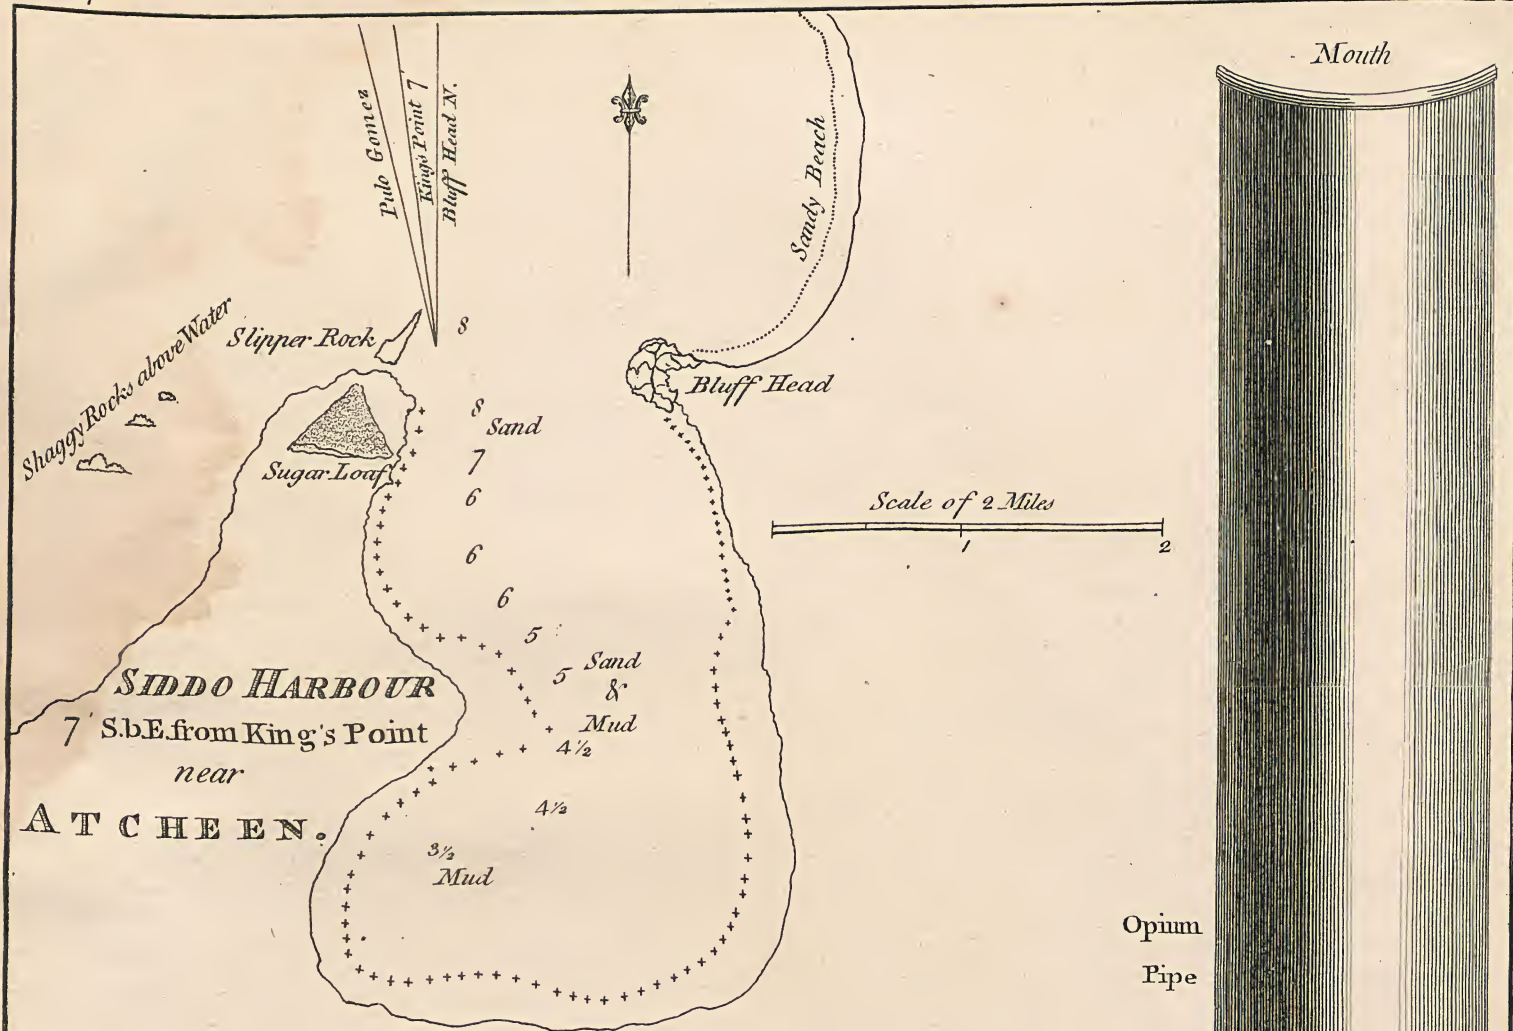 Mouth
Pulo Gomez
King's Point 7'
Bluff Head N.
Sandy Beach
Shaggy Rocks above Water
Slipper Rock
8
Bluff Head
8
Sand
Sugar Loaf
7
6
Scale of 2 Miles
1 2
6
6
5
5 Sand
&
Mud
SIDDO HARBOUR
7' S.b.E. from King's Point
near
ATCHEEN.
4½
4½
3½
Mud
Opium
Pipe